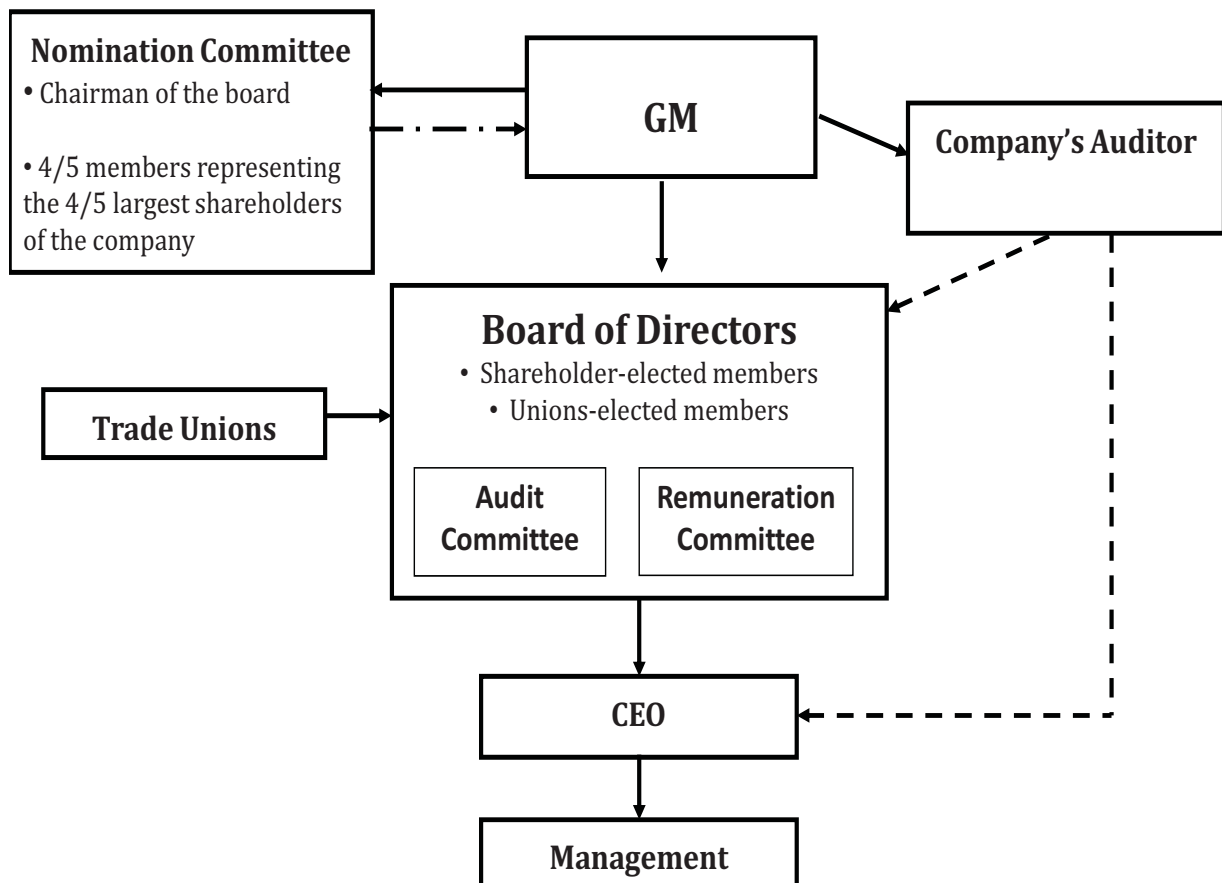 Nomination Committee
• Chairman of the board
• 4/5 members representing
the 4/5 largest shareholders
of the company
GM
Company’s Auditor
Board of Directors
• Shareholder-elected members
• Unions-elected members
Trade Unions
Audit
Committee
Remuneration
Committee
CEO
Management